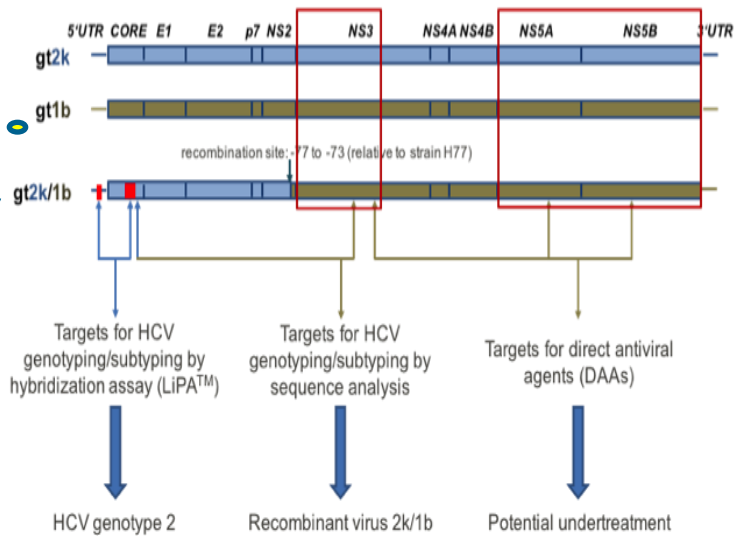 5'UTR CORE E1 E2 p7 NS2 NS3 NS4A NS4B NS5A NS5B 3'UTR
gt2k
gt1b
recombination site: -77 to -73 (relative to strain H77)
gt2k/1b
Targets for HCV
genotyping/subtyping by
hybridization assay (LiPA™)
Targets for HCV
genotyping/subtyping by
sequence analysis
Targets for direct antiviral
agents (DAAs)
HCV genotype 2
Recombinant virus 2k/1b
Potential undertreatment